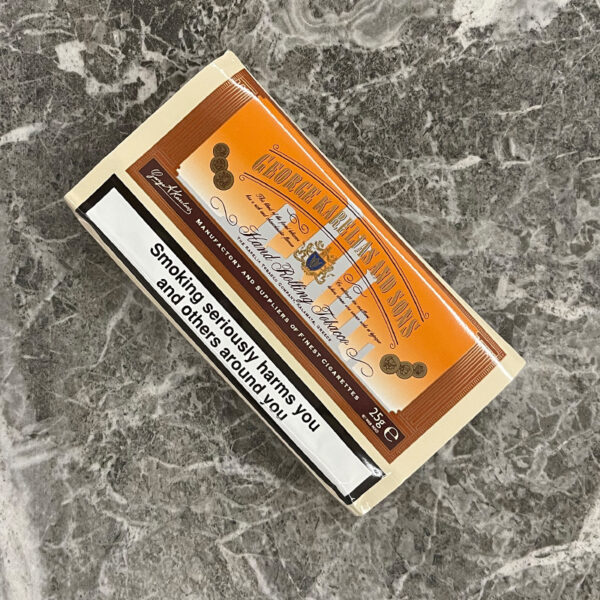 GEORGE KARELIAS AND SONS
Hand Rolling Tobacco
MANUFACTORY AND SUPPLIERS OF FINEST CIGARETTES
25g e
Smoking seriously harms you
and others around you